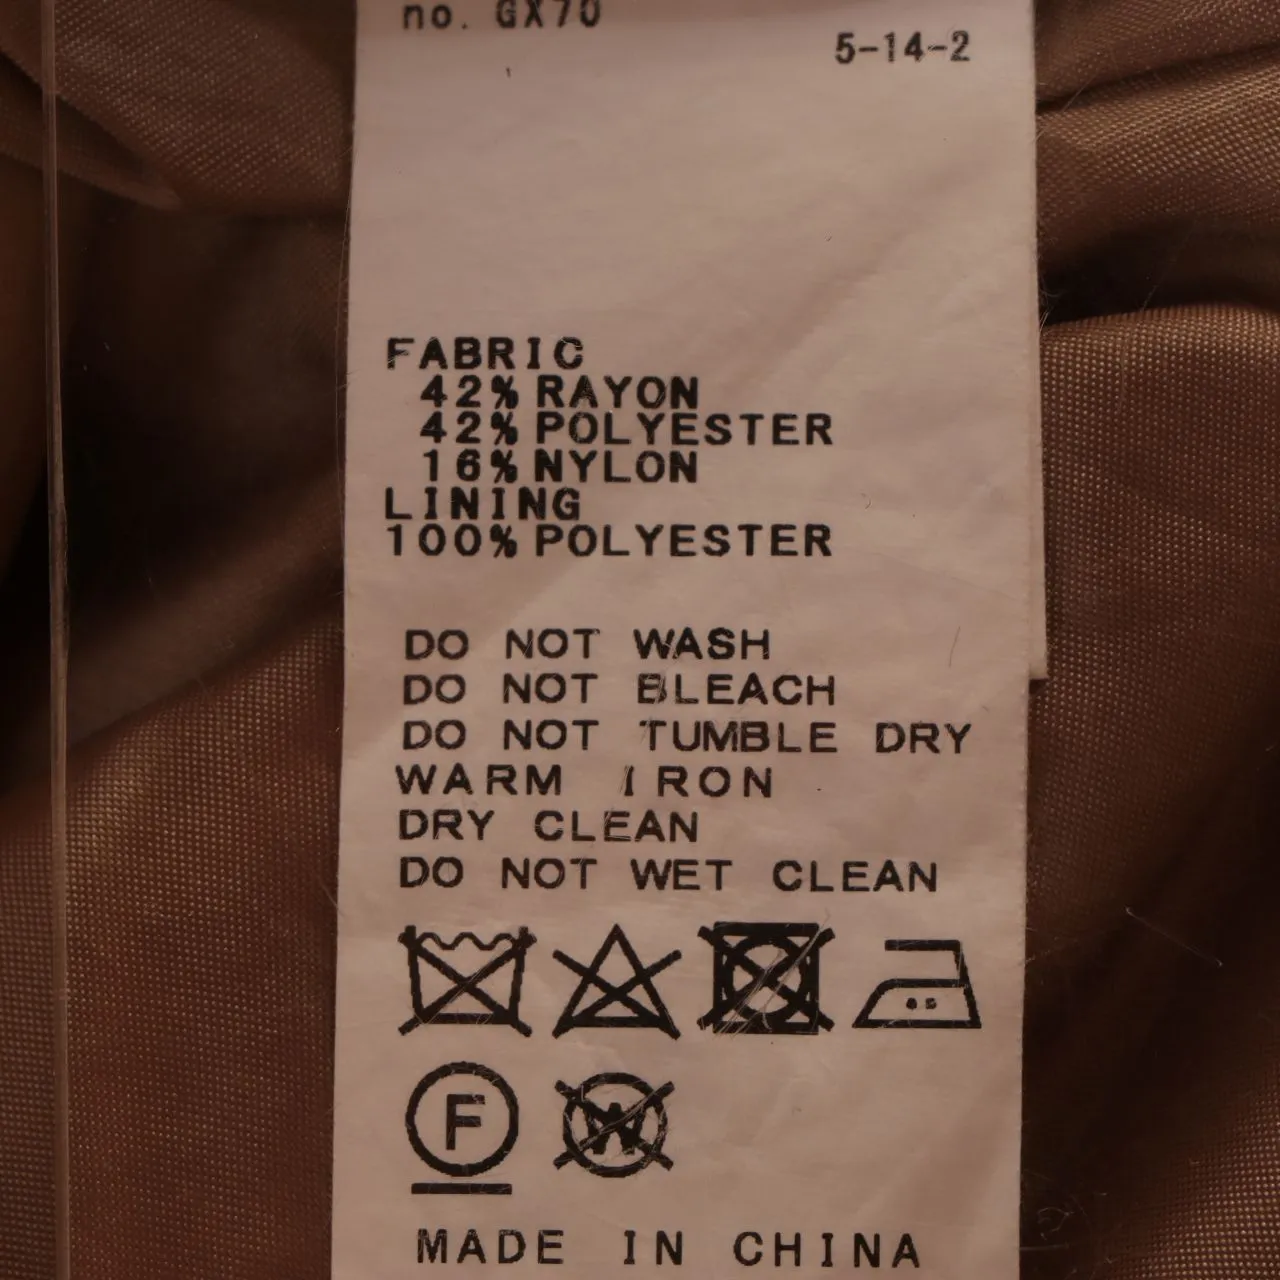 no. GX70
5-14-2
FABRIC
42% RAYON
42% POLYESTER
16% NYLON
LINING
100% POLYESTER
DO NOT WASH
DO NOT BLEACH
DO NOT TUMBLE DRY
WARM IRON
DRY CLEAN
DO NOT WET CLEAN
F W
MADE IN CHINA